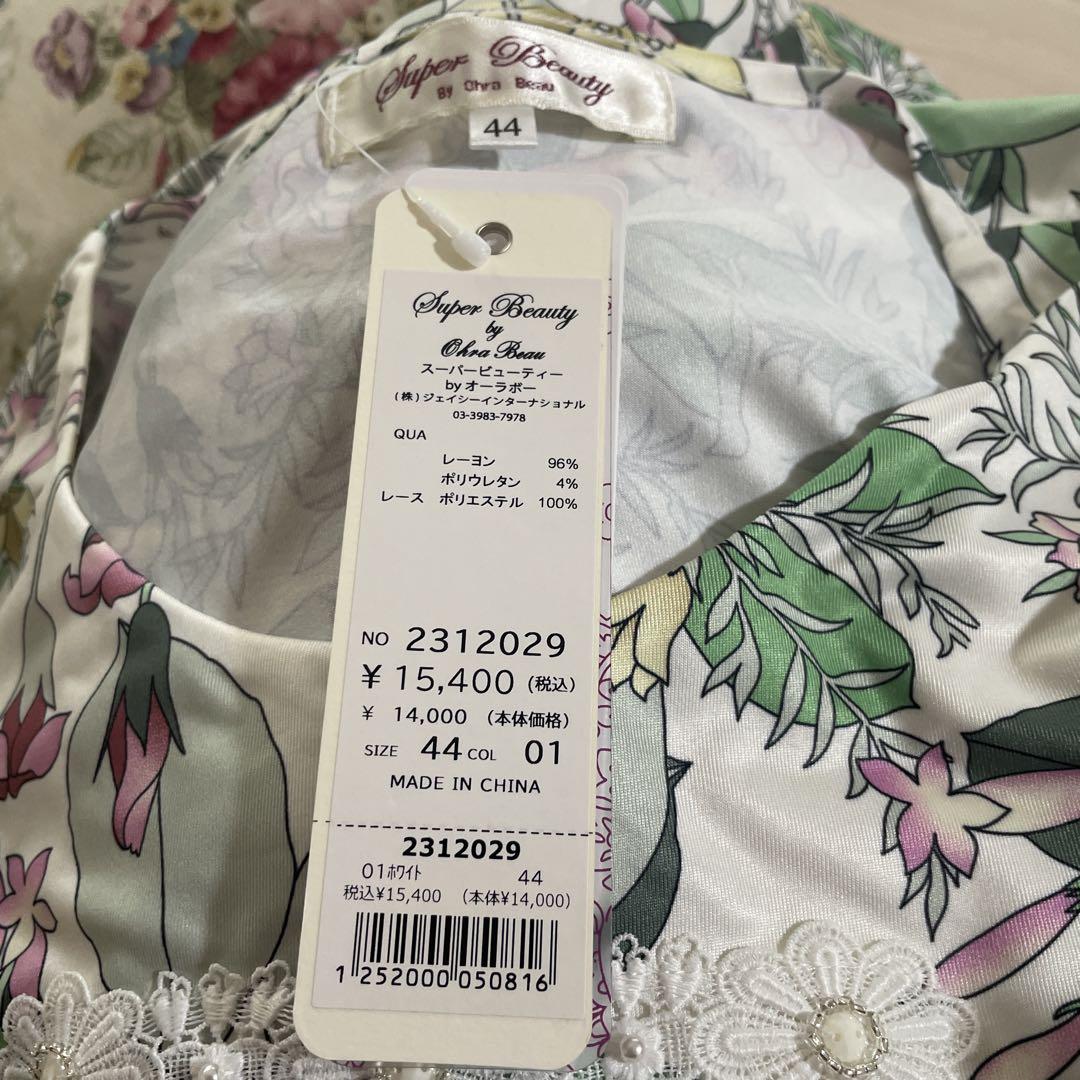 Super Beauty
By Ohra Beau
44
Super Beauty
by
Ohra Beau
スーパービューティー
by オーラボー
(株)ジェイシーインターナショナル
03-3983-7978
QUA
レーヨン 96%
ポリウレタン 4%
レース ポリエステル 100%
NO 2312029
¥ 15,400 (税込)
¥ 14,000 (本体価格)
SIZE 44 COL 01
MADE IN CHINA
2312029
01ﾎﾜｲﾄ 44
税込¥15,400 (本体¥14,000)
1 252000 050816